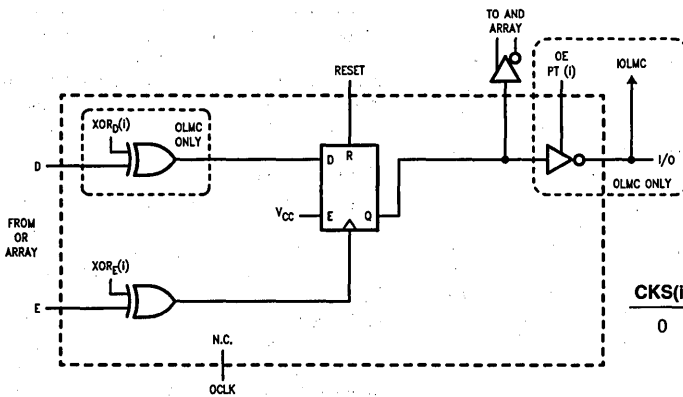 TO AND
ARRAY
OE
PT (i)
IOLMC
RESET
XORD(i)
OLMC
ONLY
D
D
R
I/O
OLMC ONLY
VCC
E
Q
FROM
OR
ARRAY
XORE(i)
E
CKS(i
0
N.C.
OCLK